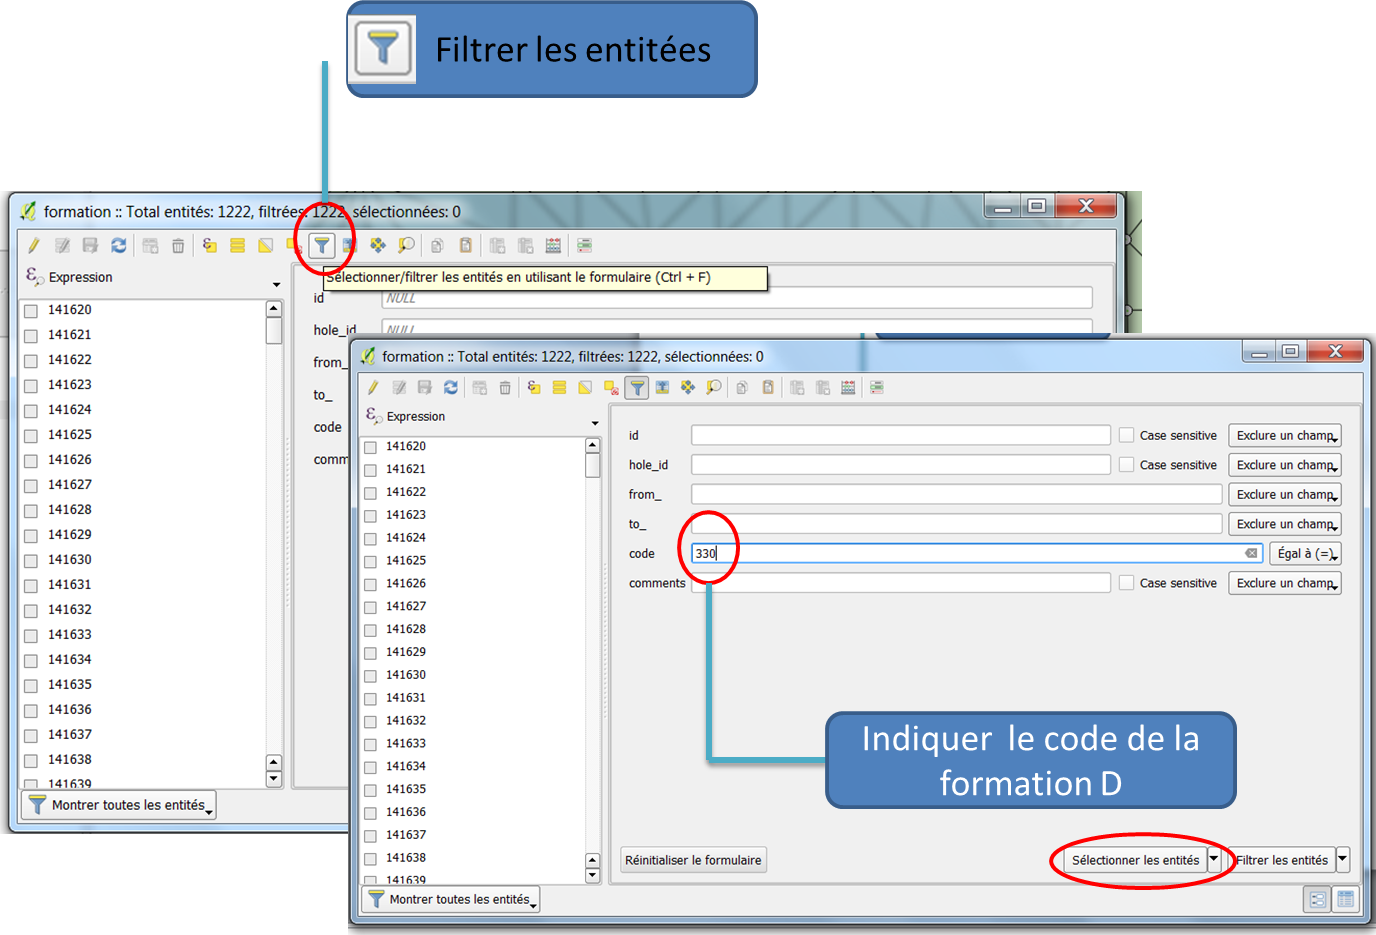 Filtrer les entitées
formation :: Total entités: 1222, filtrées: 1222, sélectionnées: 0
Expression
Sélectionner/filtrer les entités en utilisant le formulaire (Ctrl + F)
141620
141621
141622
141623
141624
141625
141626
141627
141628
141629
141630
141631
141632
141633
141634
141635
141636
141637
141638
141639
id NULL
hole_id NULL
from_
to_
code
comm
Montrer toutes les entités
formation :: Total entités: 1222, filtrées: 1222, sélectionnées: 0
Expression
141620
141621
141622
141623
141624
141625
141626
141627
141628
141629
141630
141631
141632
141633
141634
141635
141636
141637
141638
141639
id Case sensitive Exclure un champ
hole_id Case sensitive Exclure un champ
from_ Exclure un champ
to_ Exclure un champ
code 330 Égal à (=)
comments Case sensitive Exclure un champ
Indiquer le code de la
formation D
Réinitialiser le formulaire Sélectionner les entités Filtrer les entités
Montrer toutes les entités